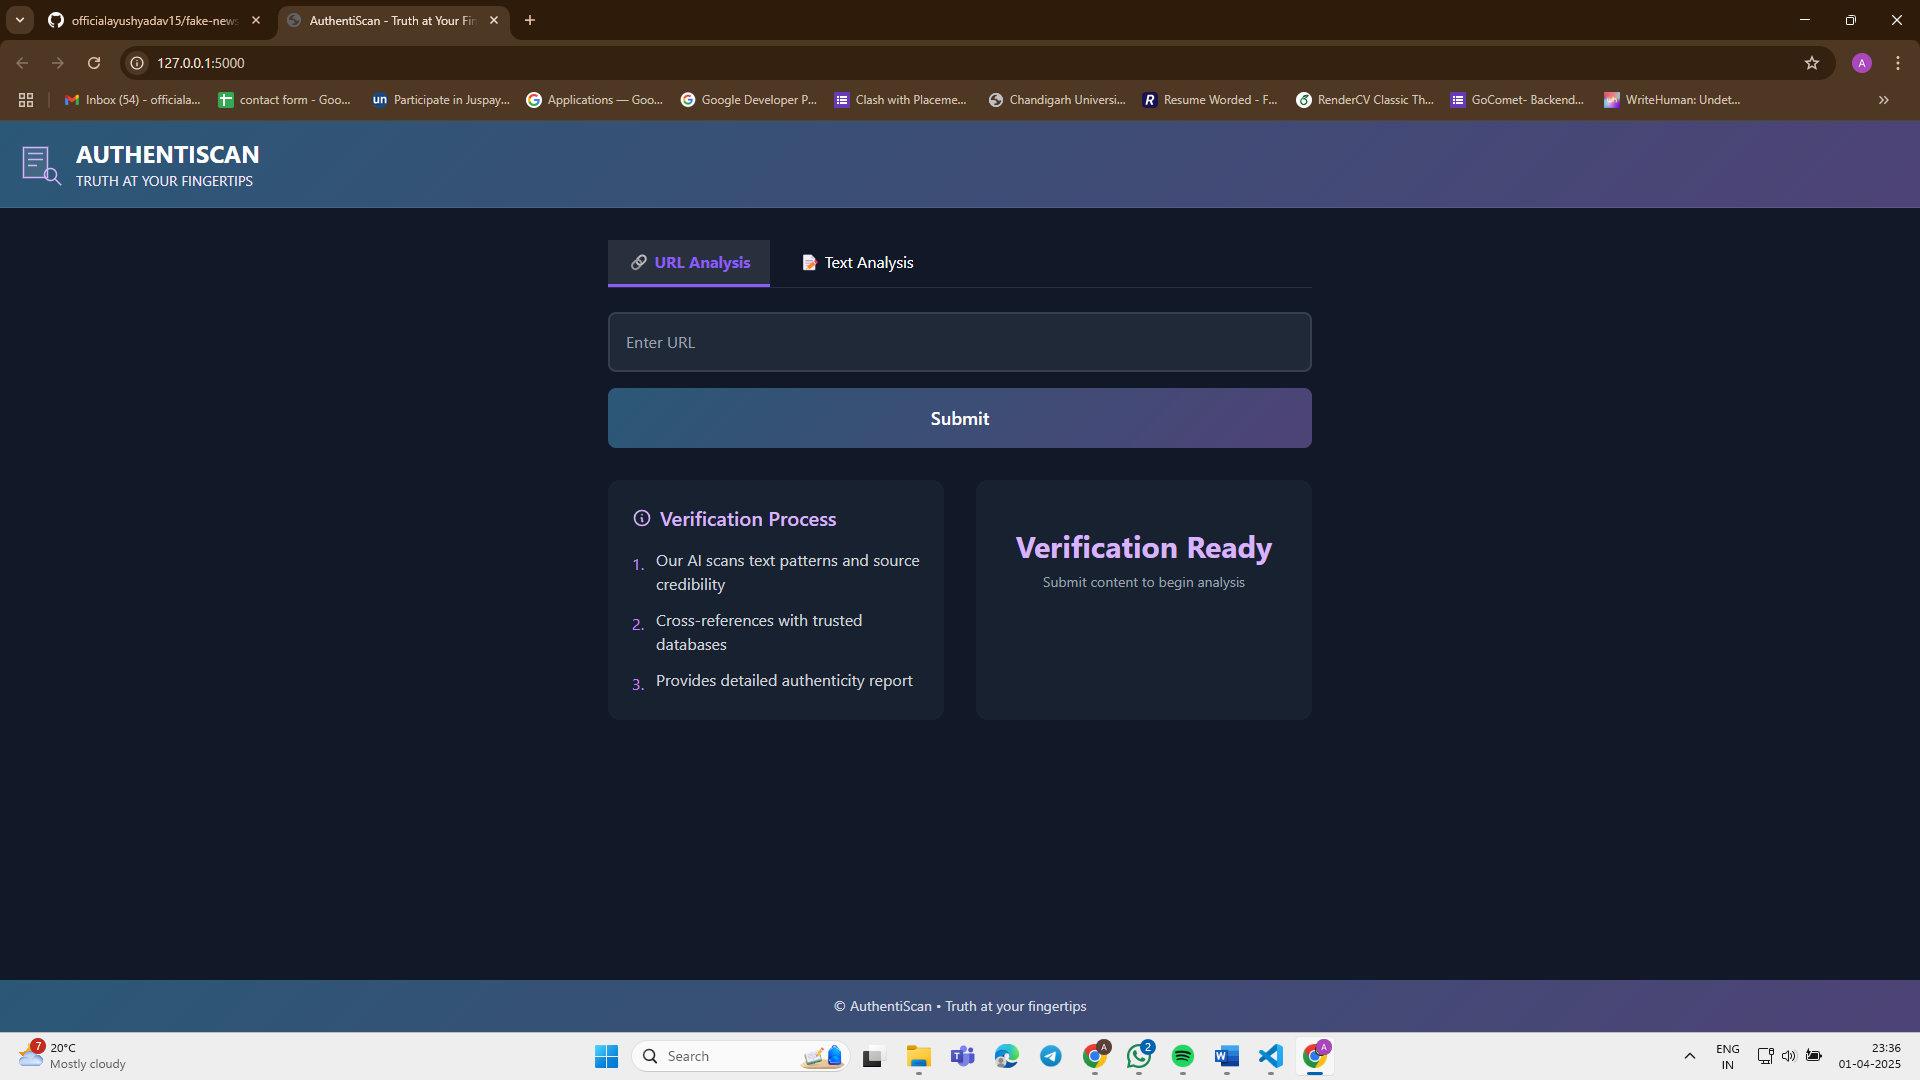 officialayushyadav15/fake-news
AuthentiScan - Truth at Your Fin
127.0.0.1:5000
A
Inbox (54) - officiala...
contact form - Goo...
un Participate in Juspay...
Applications — Goo...
Google Developer P...
Clash with Placeme...
Chandigarh Universi...
R Resume Worded - F...
RenderCV Classic Th...
GoComet- Backend...
WriteHuman: Undet...
AUTHENTISCAN
TRUTH AT YOUR FINGERTIPS
URL Analysis
Text Analysis
Enter URL
Submit
Verification Process
1. Our AI scans text patterns and source
credibility
2. Cross-references with trusted
databases
3. Provides detailed authenticity report
Verification Ready
Submit content to begin analysis
© AuthentiScan • Truth at your fingertips
7
20°C
Mostly cloudy
Search
A
2
A
ENG
IN
23:36
01-04-2025